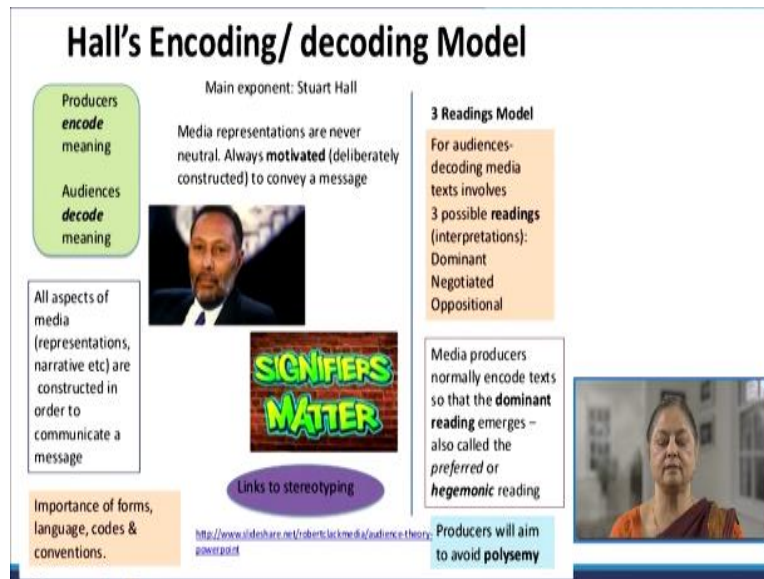 Hall's Encoding/ decoding Model
Producers
encode
meaning
Audiences
decode
meaning
Main exponent: Stuart Hall
Media representations are never
neutral. Always motivated (deliberately
constructed) to convey a message
All aspects of
media
(representations,
narrative etc) are
constructed in
order to
communicate a
message
SIGNIFIERS
MATTER
Links to stereotyping
Importance of forms,
language, codes &
conventions.
http://www.slideshare.net/robertclackmedia/audience-theory-
powerpoint
3 Readings Model
For audiences-
decoding media
texts involves
3 possible readings
(interpretations):
Dominant
Negotiated
Oppositional
Media producers
normally encode texts
so that the dominant
reading emerges –
also called the
preferred or
hegemonic reading
Producers will aim
to avoid polysemy